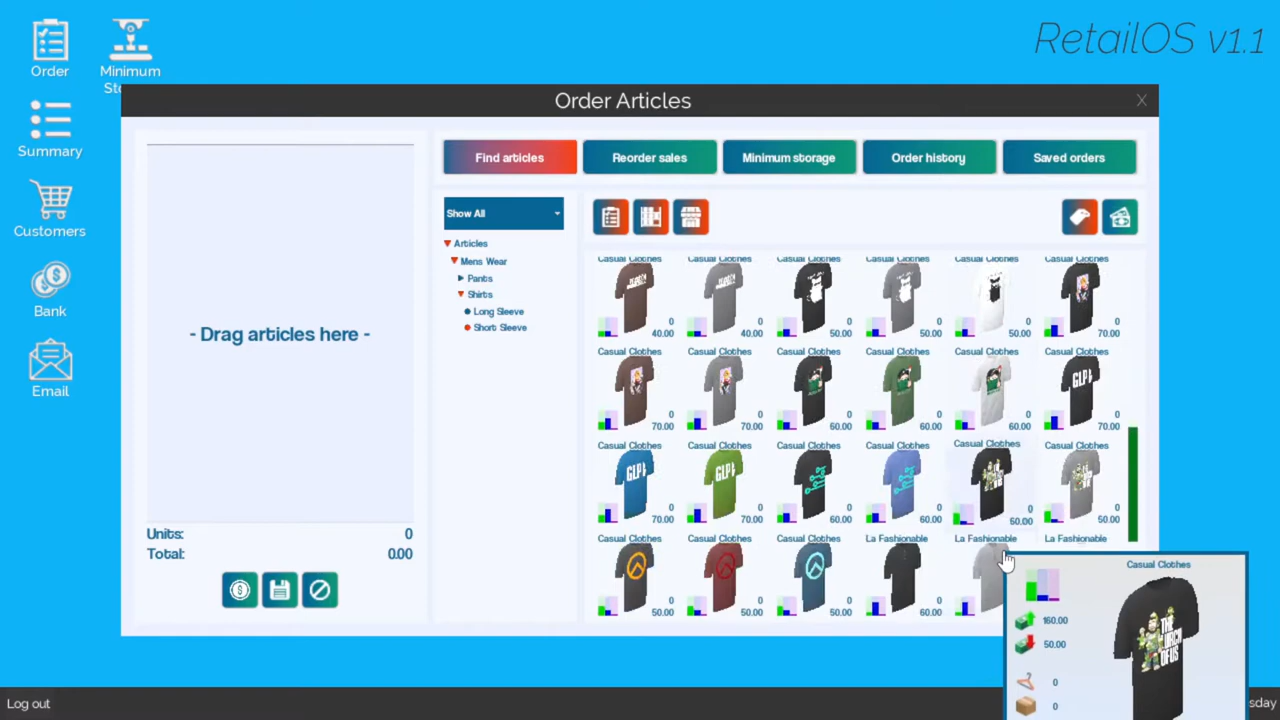 RetailOS v1.1
Order
Minimum
Summary
Customers
Bank
Email
Order Articles
X
Find articles
Reorder sales
Minimum storage
Order history
Saved orders
Show All
Articles
Mens Wear
Pants
Shirts
Long Sleeve
Short Sleeve
- Drag articles here -
Units: 0
Total: 0.00
Casual Clothes Casual Clothes Casual Clothes Casual Clothes Casual Clothes Casual Clothes
0 0 0 0 0 0
40.00 40.00 50.00 50.00 50.00 70.00
Casual Clothes Casual Clothes Casual Clothes Casual Clothes Casual Clothes Casual Clothes
GLP
0 0 0 0 0 0
70.00 70.00 60.00 60.00 60.00 70.00
Casual Clothes Casual Clothes Casual Clothes Casual Clothes Casual Clothes Casual Clothes
GLP GLP
0 0 0 0 0 0
70.00 70.00 60.00 60.00 50.00 50.00
Casual Clothes Casual Clothes Casual Clothes La Fashionable La Fashionable La Fashionable
0 0 0 0
50.00 50.00 50.00 60.00
Casual Clothes
160.00
50.00
0
0
THE
OF US
Log out
sday